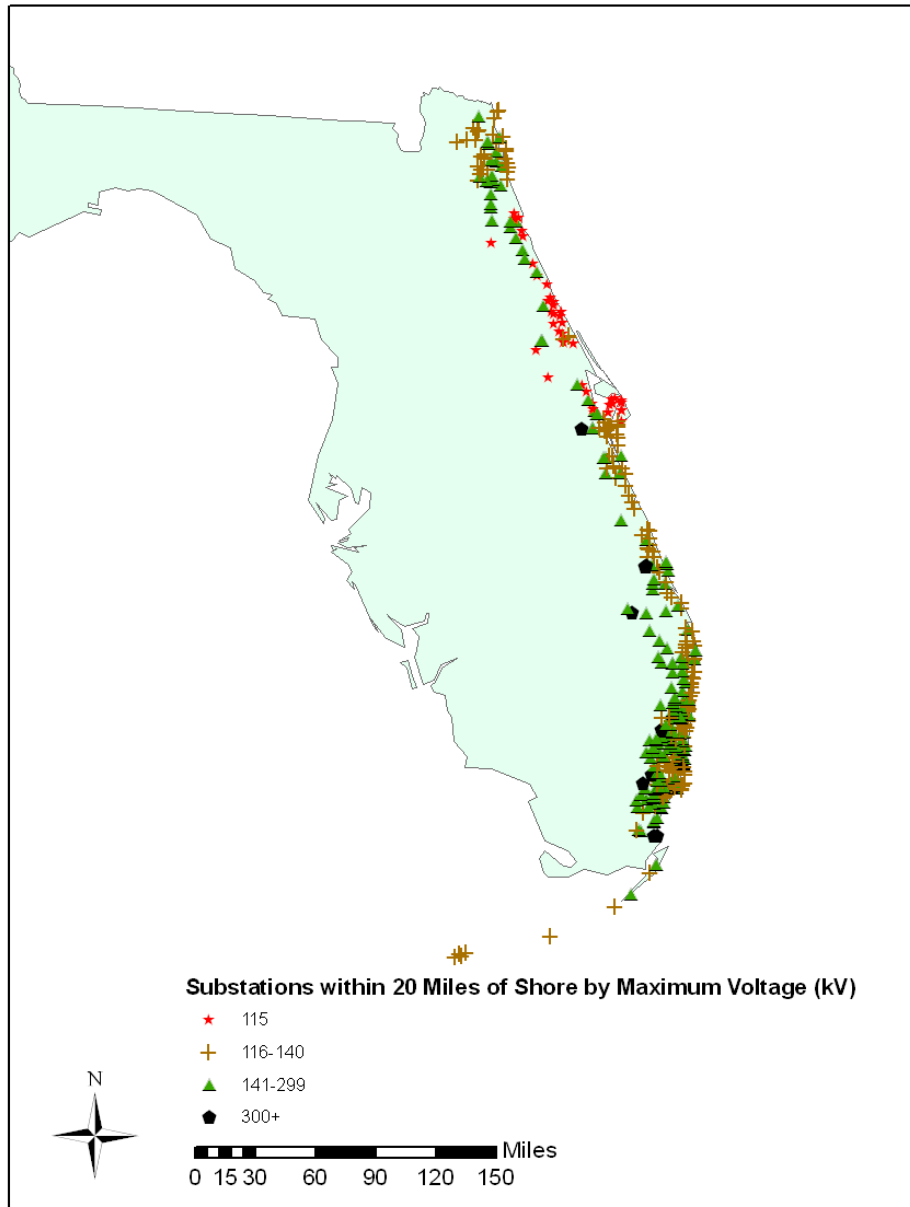 Substations within 20 Miles of Shore by Maximum Voltage (kV)
115
116-140
141-299
300+
N
Miles
0 15 30 60 90 120 150